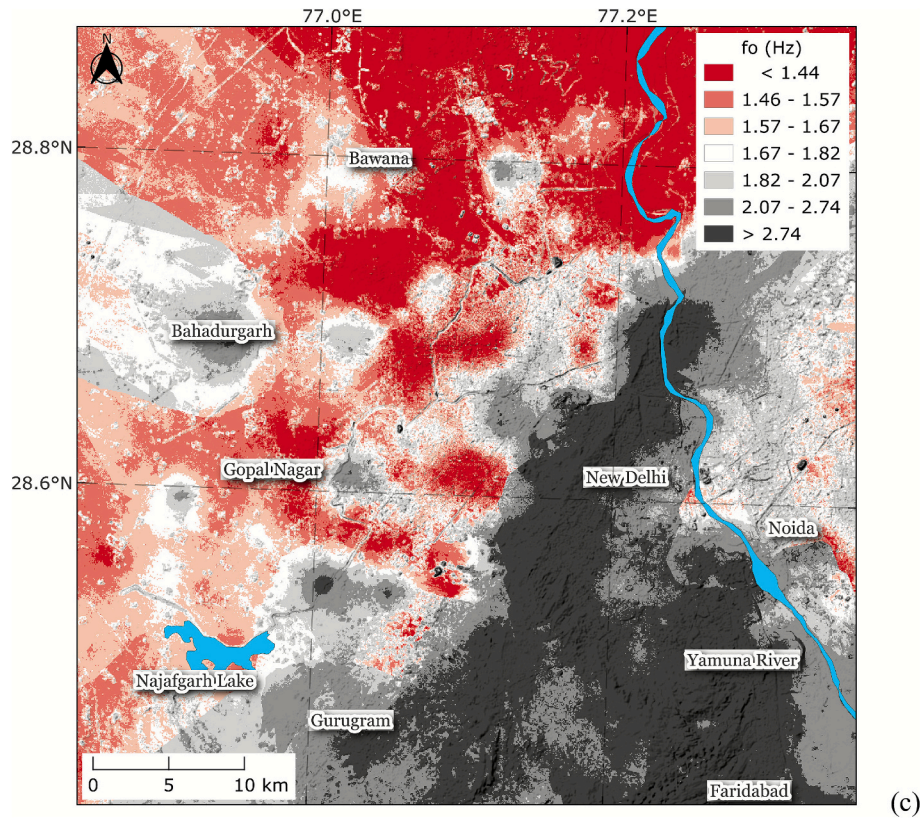 77.0°E
77.2°E
N
fo (Hz)
< 1.44
1.46 - 1.57
1.57 - 1.67
1.67 - 1.82
1.82 - 2.07
2.07 - 2.74
> 2.74
28.8°N
Bawana
Bahadurgarh
Gopal Nagar
28.6°N
New Delhi
Noida
Yamuna River
Najafgarh Lake
Gurugram
0 5 10 km
Faridabad
(c)